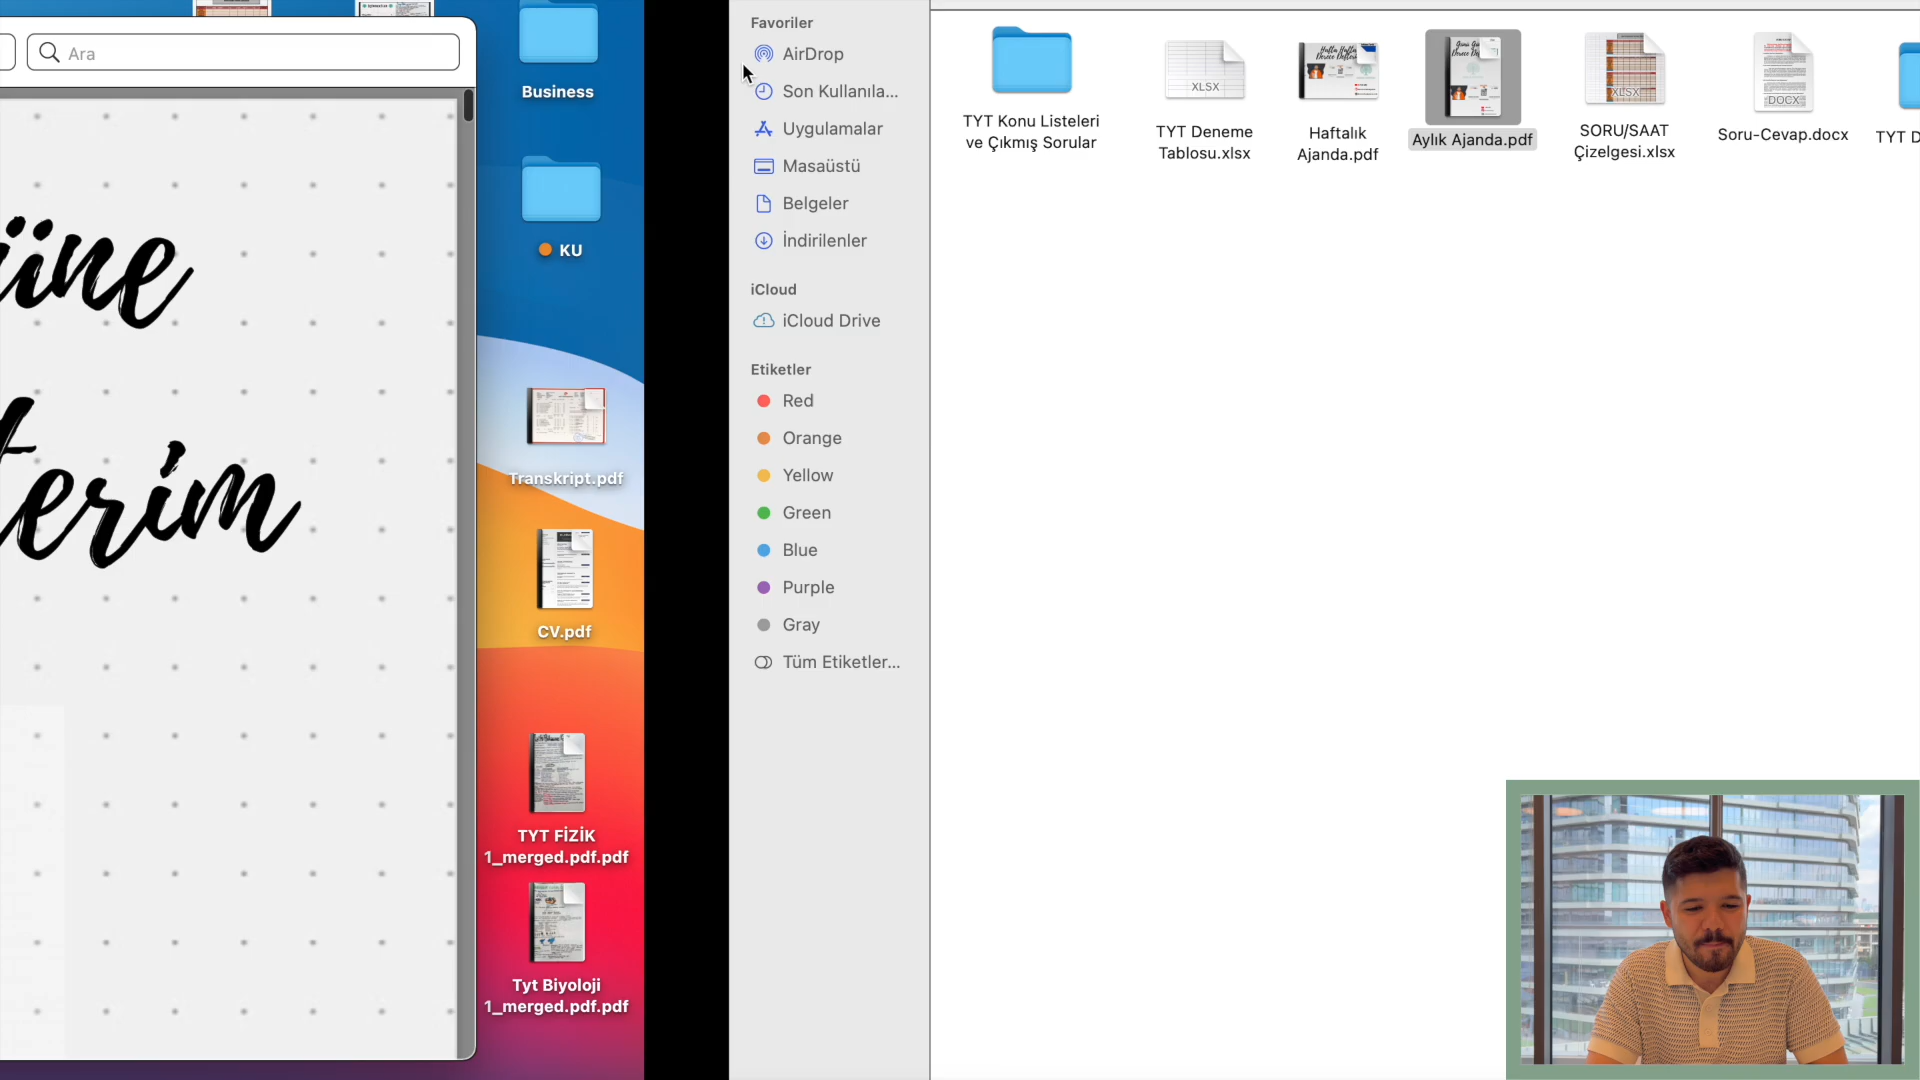 Ara
üne
terim
Business
KU
Transkript.pdf
CV.pdf
TYT FİZİK
1_merged.pdf.pdf
Tyt Biyoloji
1_merged.pdf.pdf
Favoriler
AirDrop
Son Kullanıla...
Uygulamalar
Masaüstü
Belgeler
İndirilenler
iCloud
iCloud Drive
Etiketler
Red
Orange
Yellow
Green
Blue
Purple
Gray
Tüm Etiketler...
TYT Konu Listeleri
ve Çıkmış Sorular
XLSX
TYT Deneme
Tablosu.xlsx
Haftalık
Ajanda.pdf
Aylık Ajanda.pdf
XLSX
SORU/SAAT
Çizelgesi.xlsx
DOCX
Soru-Cevap.docx
TYT D